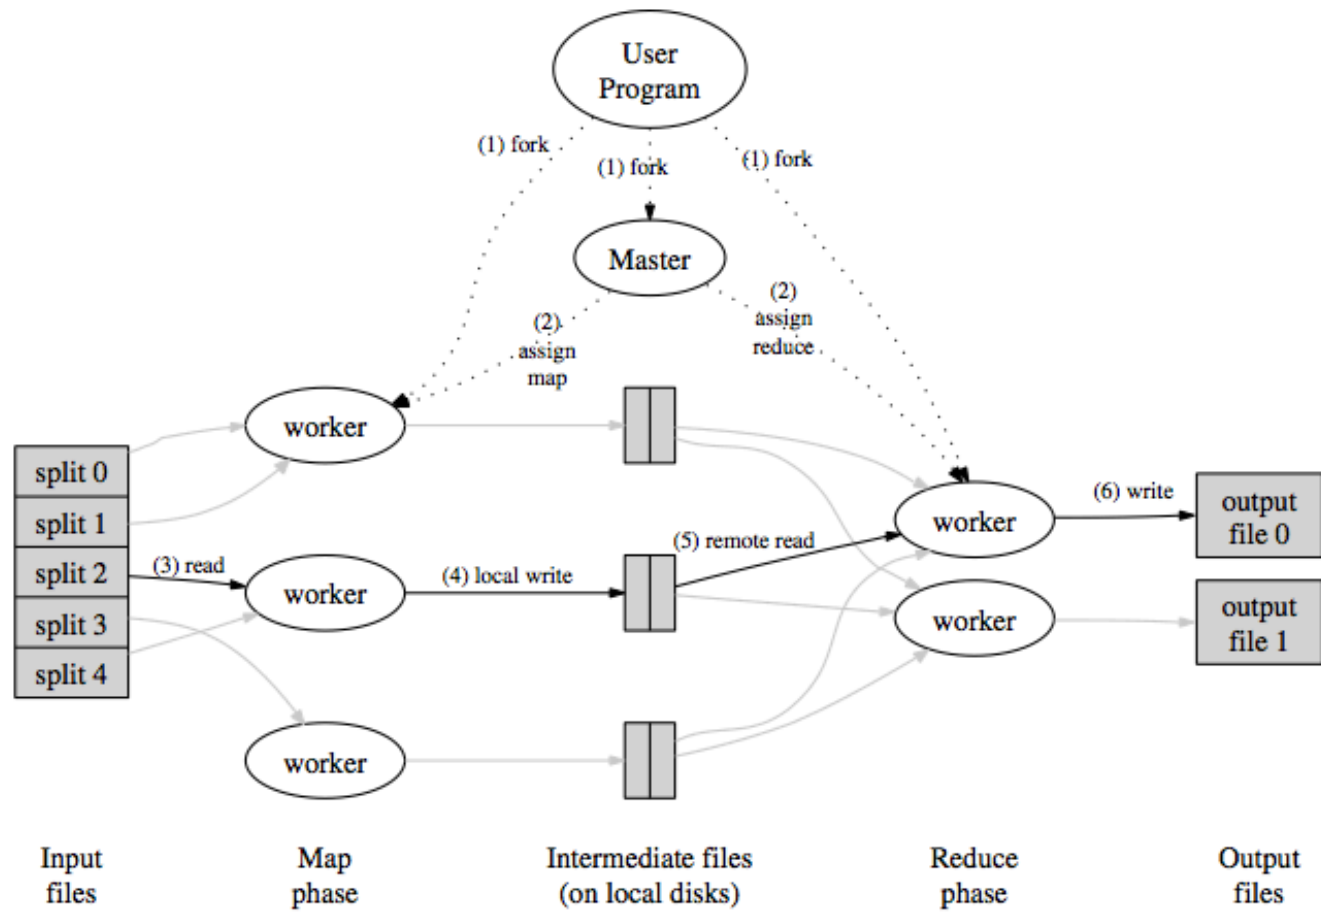 User
Program
(1) fork
(1) fork
(1) fork
Master
(2)
assign
map
(2)
assign
reduce
worker
split 0
split 1
split 2
split 3
split 4
(3) read
worker
(4) local write
(5) remote read
worker
(6) write
output
file 0
worker
output
file 1
worker
Input
files
Map
phase
Intermediate files
(on local disks)
Reduce
phase
Output
files